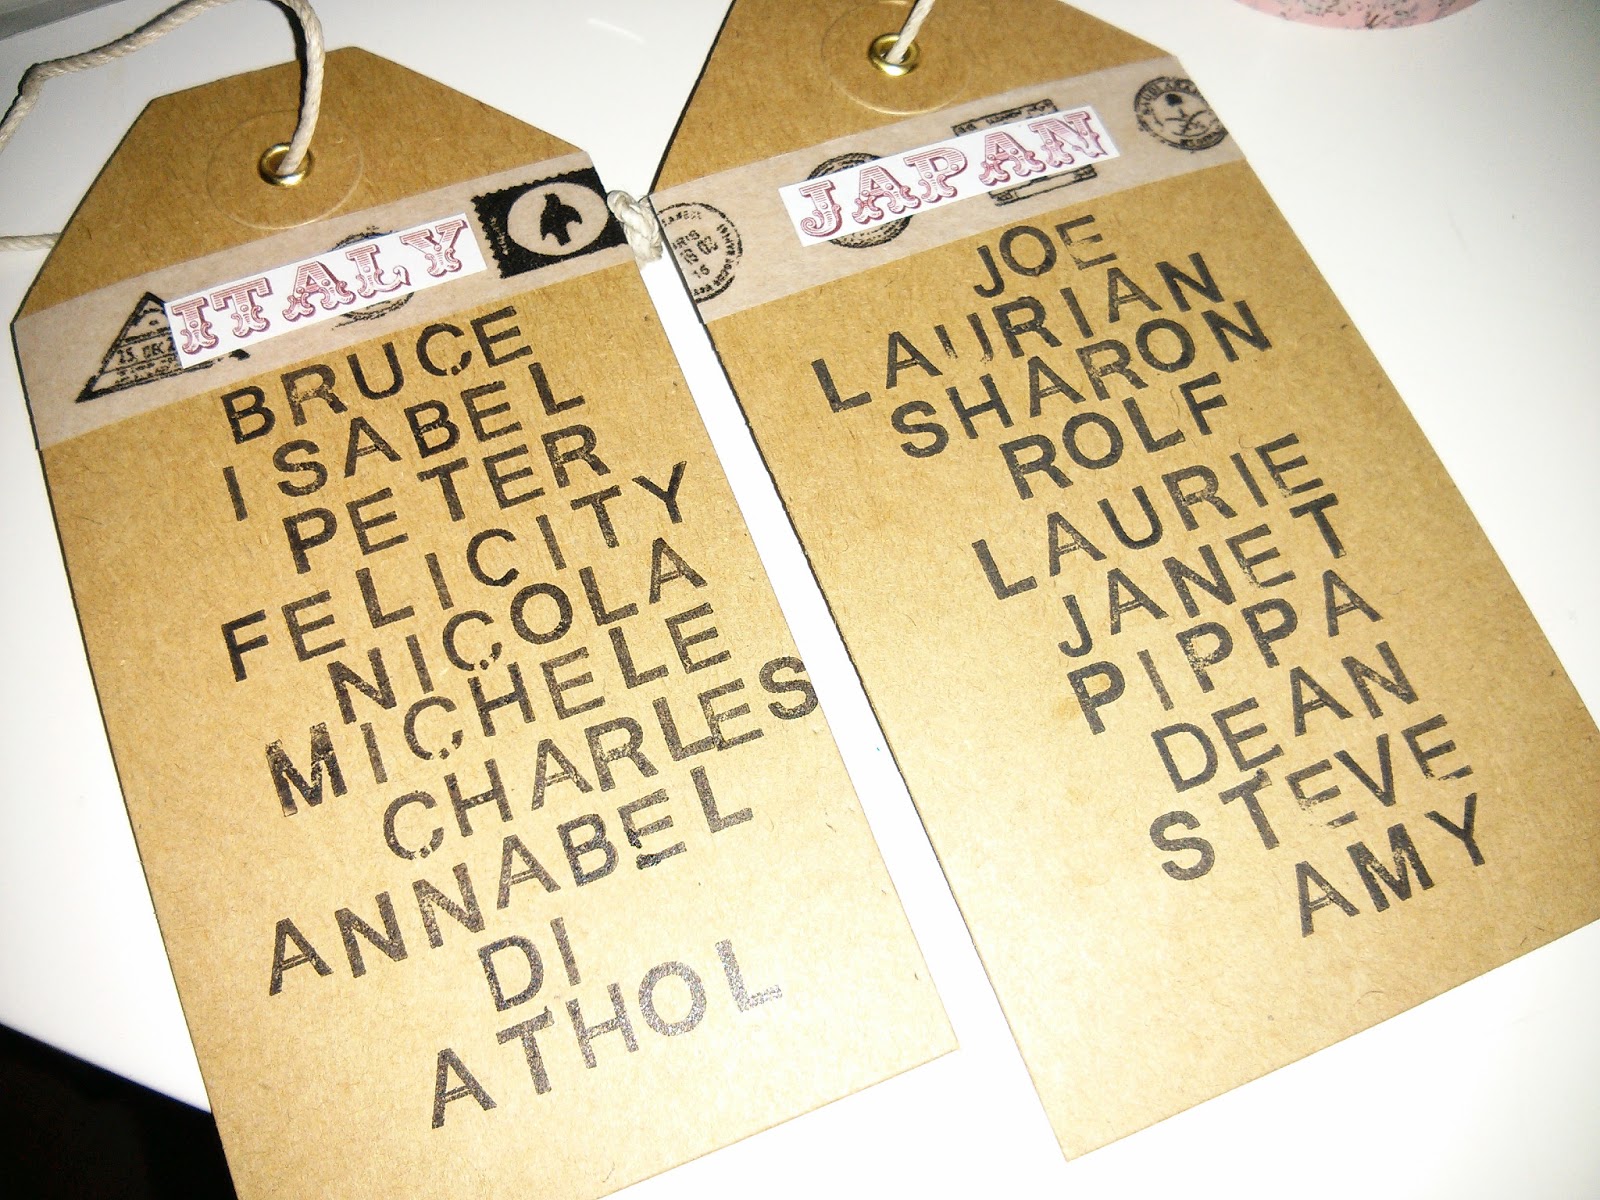 ITALY
BRUCE
ISABEL
PETER
FELICITY
NICOLA
MICHELE
CHARLES
ANNABEL
DI
ATHOL
JAPAN
JOE
LAURIAN
SHARON
ROLF
LAURIE
JANET
PIPPA
DEAN
STEVE
AMY